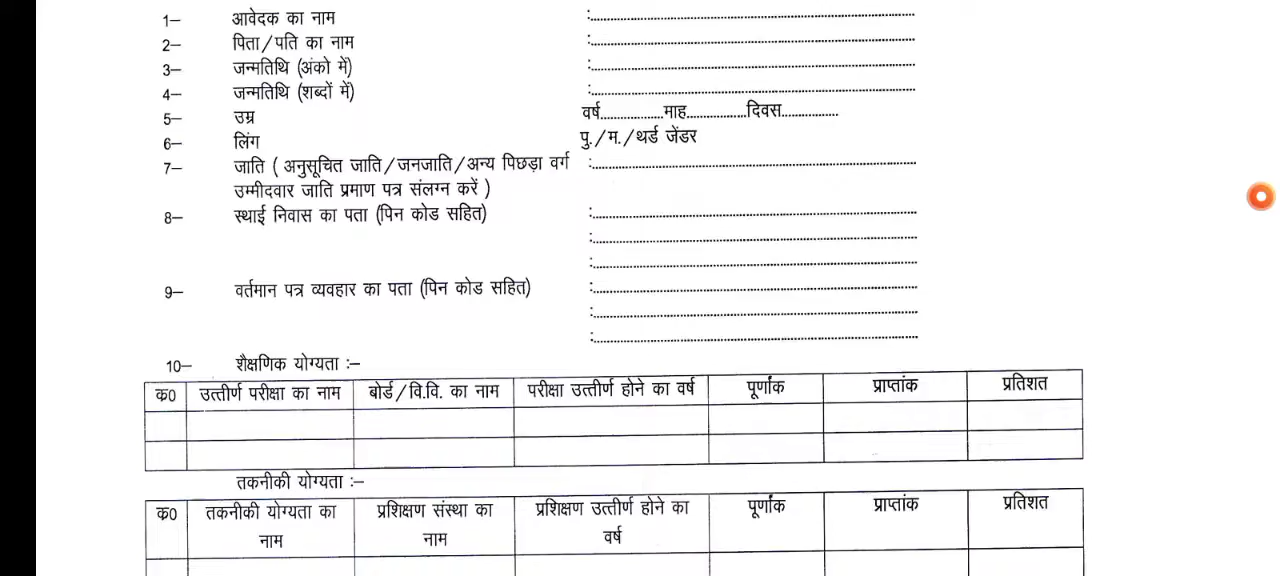 1– आवेदक का नाम :..........................................................................................
2– पिता/पति का नाम :..........................................................................................
3– जन्मतिथि (अंको में) :..........................................................................................
4– जन्मतिथि (शब्दों में) :..........................................................................................
5– उम्र वर्ष...................माह..................दिवस.................
6– लिंग पु./म./थर्ड जेंडर
7– जाति ( अनुसूचित जाति/जनजाति/अन्य पिछड़ा वर्ग :..........................................................................................
उम्मीदवार जाति प्रमाण पत्र संलग्न करें )
8– स्थाई निवास का पता (पिन कोड सहित) :..........................................................................................
:..........................................................................................
:..........................................................................................
9– वर्तमान पत्र व्यवहार का पता (पिन कोड सहित) :..........................................................................................
:..........................................................................................
:..........................................................................................
10– शैक्षणिक योग्यता :–
क0 उत्तीर्ण परीक्षा का नाम बोर्ड/वि.वि. का नाम परीक्षा उत्तीर्ण होने का वर्ष पूर्णांक प्राप्तांक प्रतिशत
तकनीकी योग्यता :–
क0 तकनीकी योग्यता का प्रशिक्षण संस्था का प्रशिक्षण उत्तीर्ण होने का पूर्णांक प्राप्तांक प्रतिशत
नाम नाम वर्ष